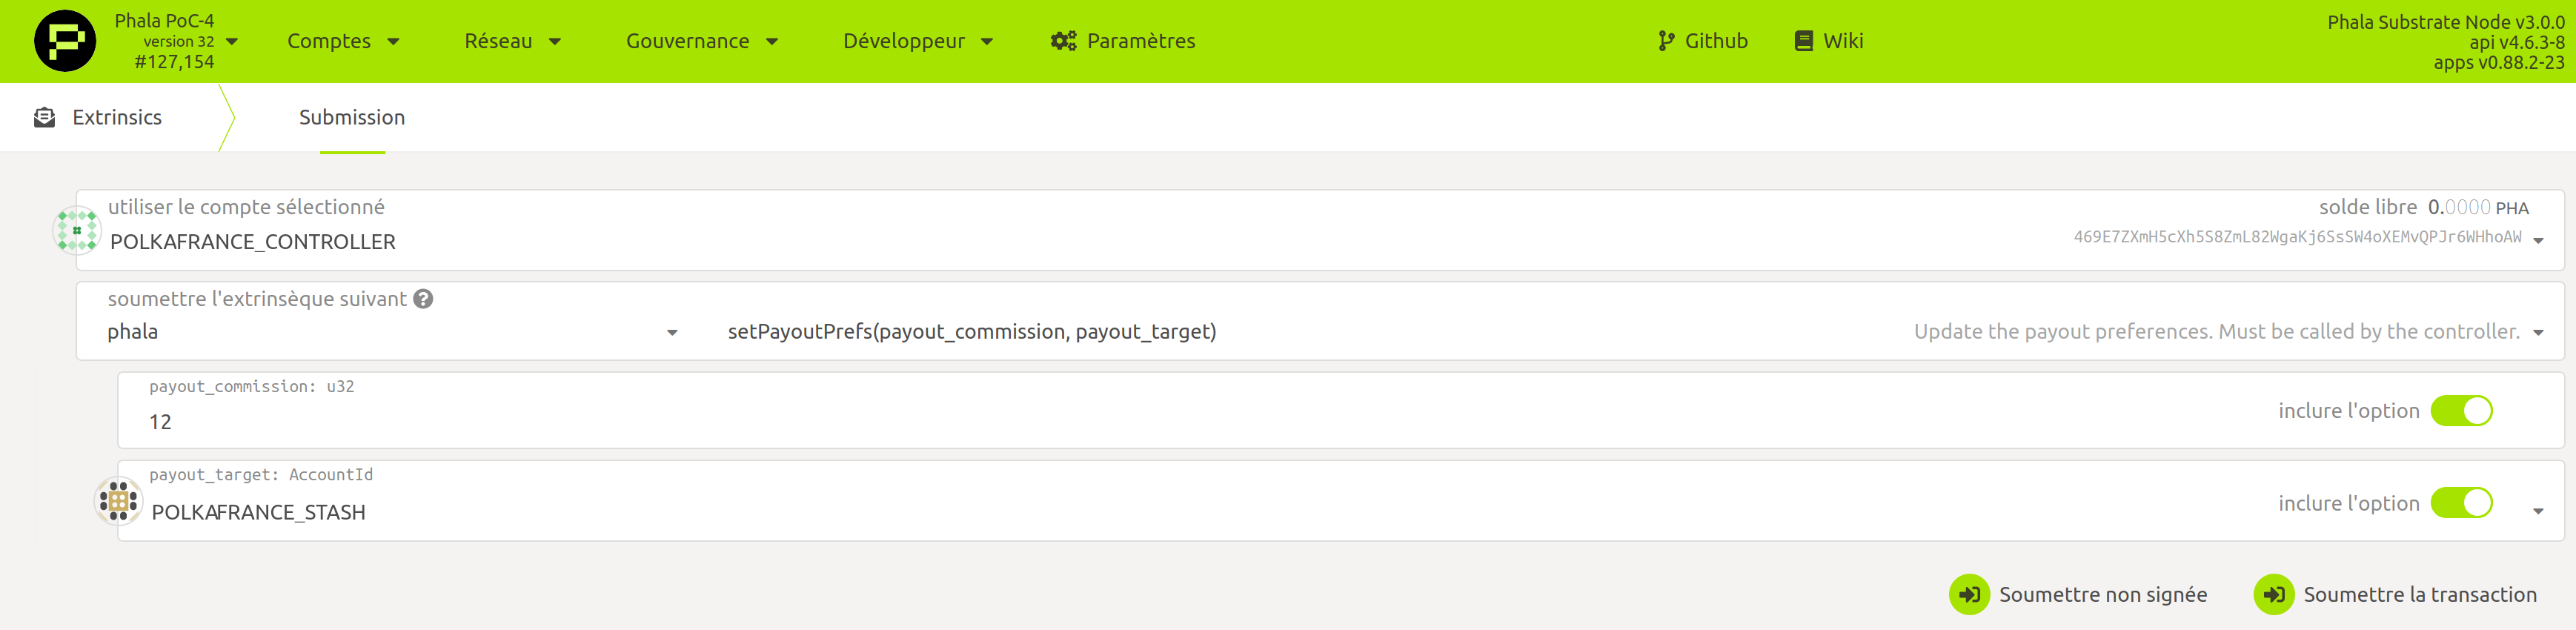 Phala PoC-4
version 32
#127,154
Comptes
Réseau
Gouvernance
Développeur
Paramètres
Github
Wiki
Phala Substrate Node v3.0.0
api v4.6.3-8
apps v0.88.2-23
Extrinsics
Submission
utiliser le compte sélectionné
POLKAFRANCE_CONTROLLER
solde libre 0.0000 PHA
469E7ZXmH5cXh5S8ZmL82WgaKj6SsSW4oXEMvQPJr6WHhoAW
soumettre l'extrinsèque suivant
phala
setPayoutPrefs(payout_commission, payout_target)
Update the payout preferences. Must be called by the controller.
payout_commission: u32
12
inclure l'option
payout_target: AccountId
POLKAFRANCE_STASH
inclure l'option
Soumettre non signée
Soumettre la transaction